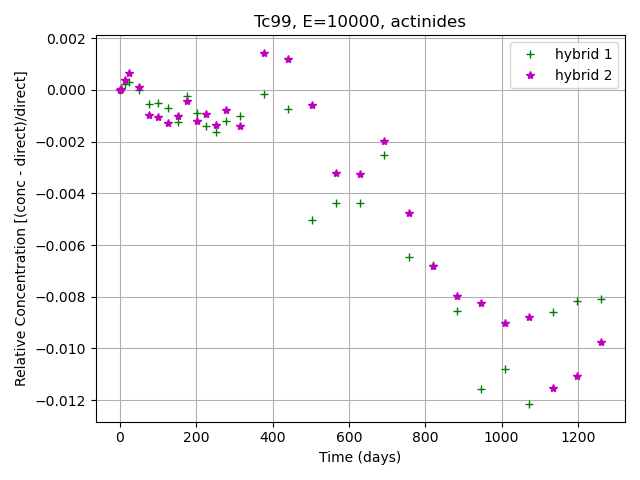 Tc99, E=10000, actinides
hybrid 1
hybrid 2
Relative Concentration [(conc - direct)/direct]
0.002
0.000
−0.002
−0.004
−0.006
−0.008
−0.010
−0.012
0 200 400 600 800 1000 1200
Time (days)